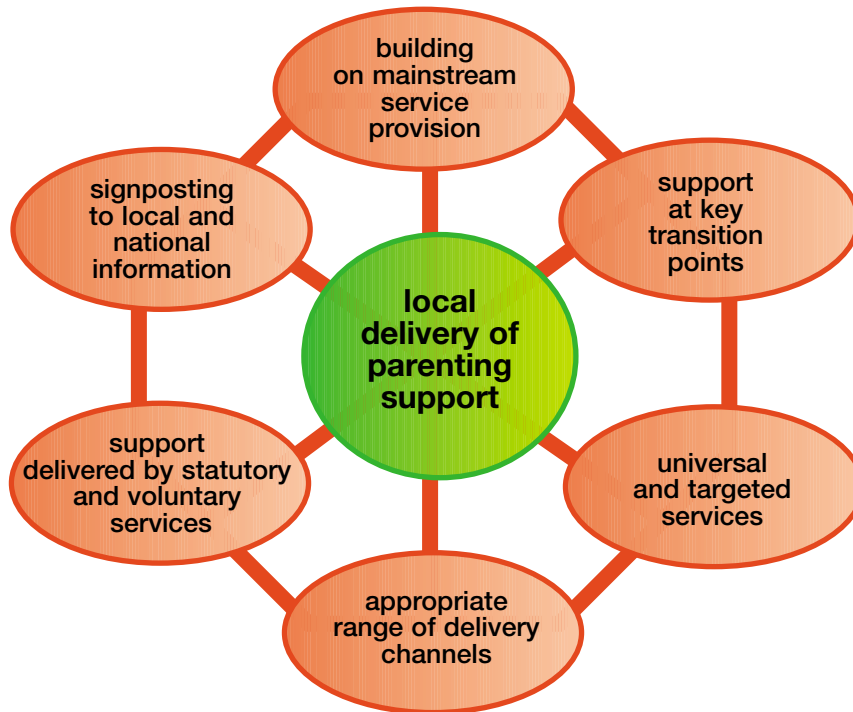 building
on mainstream
service
provision
signposting
to local and
national
information
support
at key
transition
points
local
delivery of
parenting
support
support
delivered by statutory
and voluntary
services
universal
and targeted
services
appropriate
range of delivery
channels